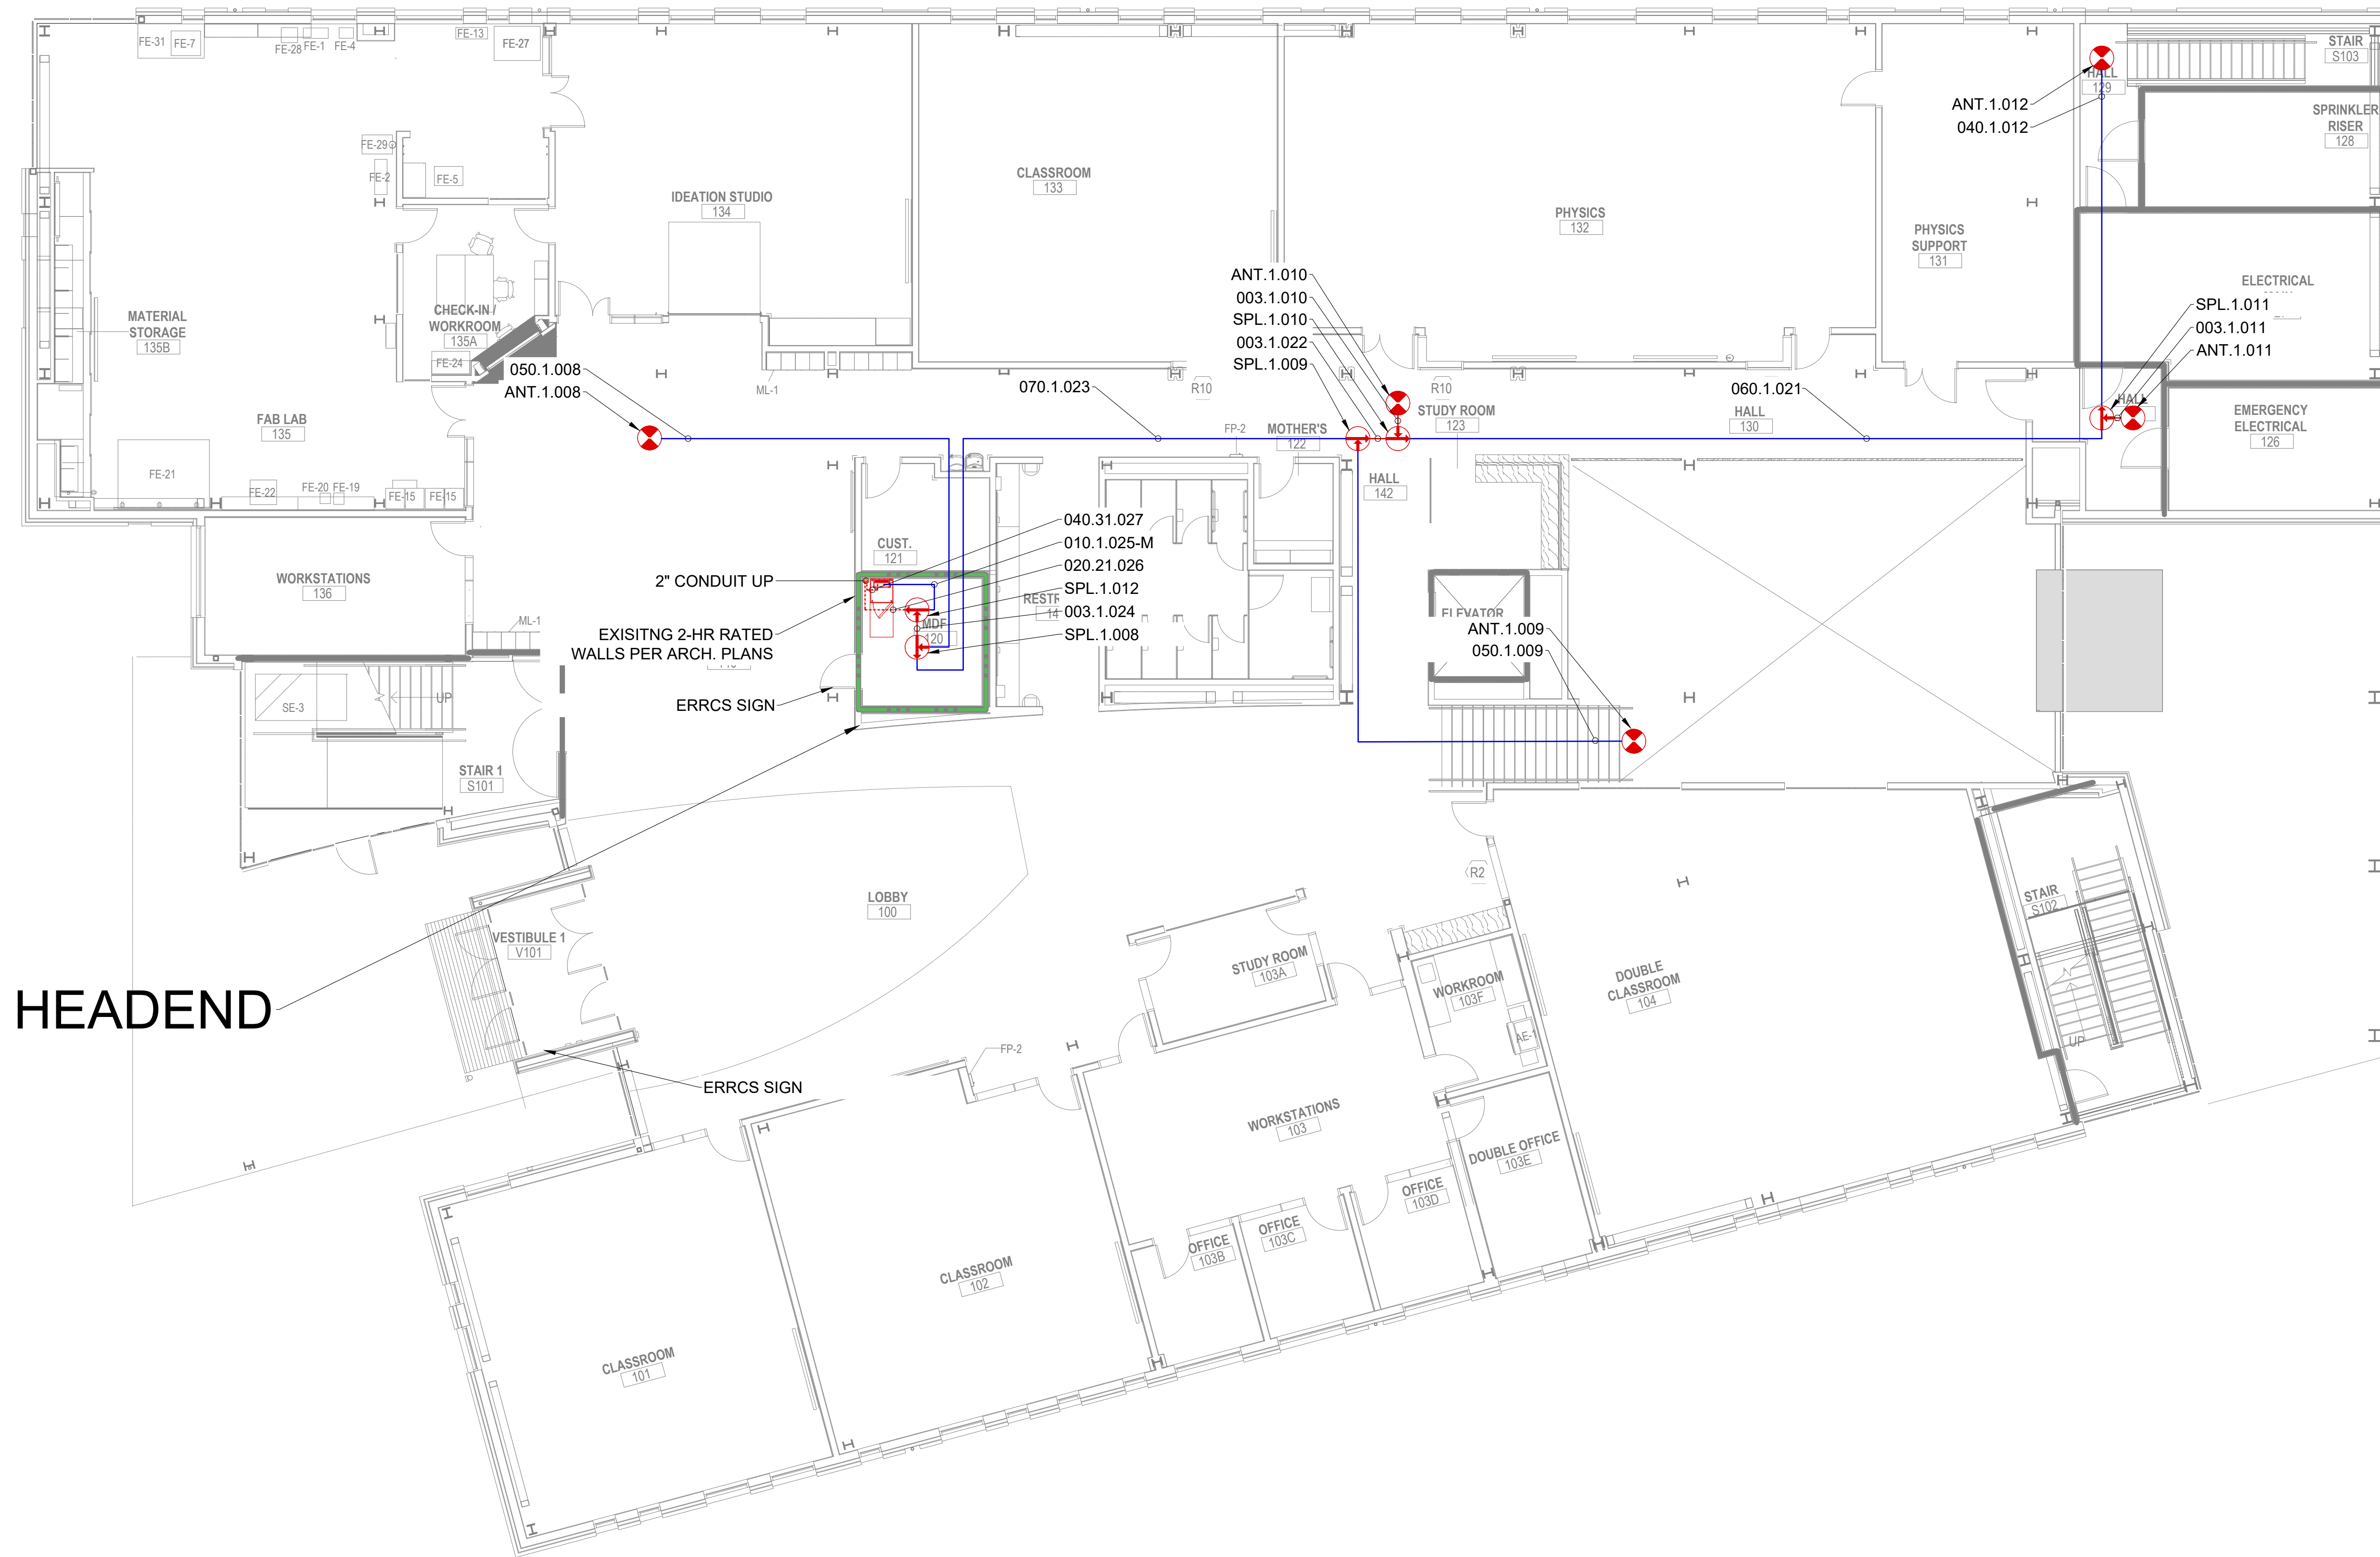 FE-31
FE-7
FE-28
FE-1
FE-4
FE-13
FE-27
STAIR
S103
HALL
129
ANT.1.012
040.1.012
SPRINKLER
RISER
128
FE-29
FE-2
FE-5
IDEATION STUDIO
134
CLASSROOM
133
PHYSICS
132
PHYSICS
SUPPORT
131
ELECTRICAL
MATERIAL
STORAGE
135B
CHECK-IN /
WORKROOM
135A
FE-24
ANT.1.010
003.1.010
SPL.1.010
003.1.022
SPL.1.009
SPL.1.011
003.1.011
ANT.1.011
050.1.008
ANT.1.008
ML-1
070.1.023
R10
R10
060.1.021
FAB LAB
135
FE-21
FE-22
FE-20
FE-19
FE-15
FE-15
FP-2
MOTHER'S
122
STUDY ROOM
123
HALL
130
HALL
EMERGENCY
ELECTRICAL
126
HALL
142
CUST.
121
040.31.027
010.1.025-M
020.21.026
SPL.1.012
003.1.024
SPL.1.008
2" CONDUIT UP
EXISITNG 2-HR RATED
WALLS PER ARCH. PLANS
ERRCS SIGN
MDF
120
RESTR
14
WORKSTATIONS
136
ML-1
ELEVATOR
ANT.1.009
050.1.009
SE-3
UP
STAIR 1
S101
LOBBY
100
VESTIBULE 1
V101
HEADEND
ERRCS SIGN
FP-2
R2
STUDY ROOM
103A
WORKROOM
103F
AE-1
DOUBLE
CLASSROOM
104
STAIR
S102
UP
WORKSTATIONS
103
DOUBLE OFFICE
103E
OFFICE
103D
OFFICE
103C
OFFICE
103B
CLASSROOM
102
CLASSROOM
101